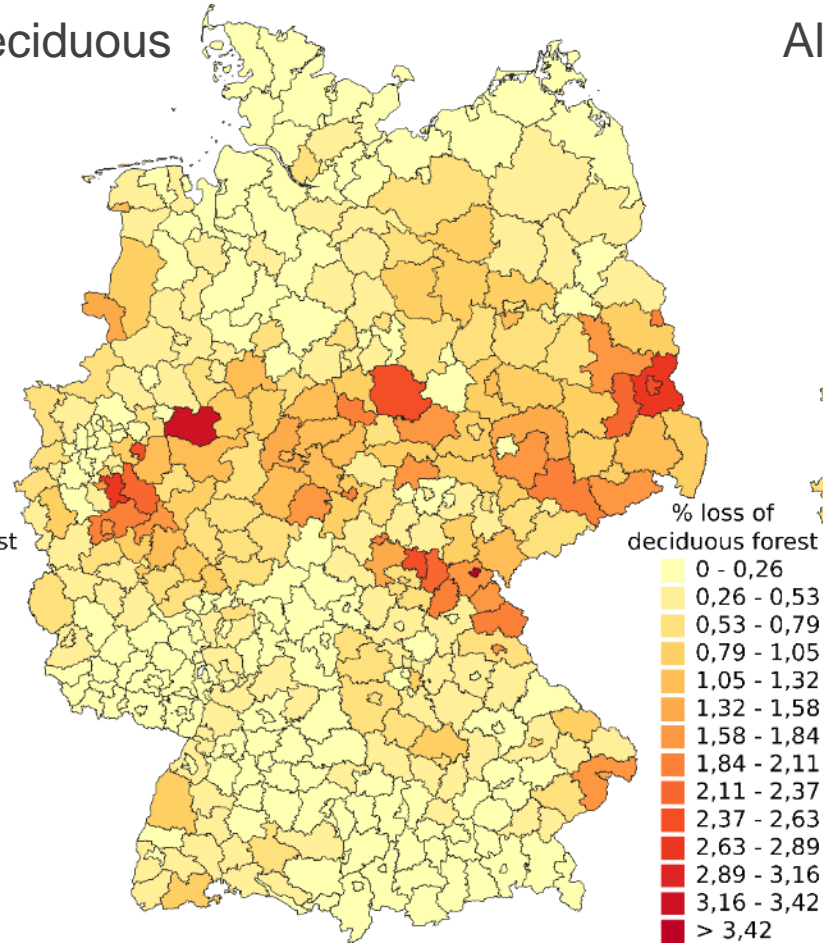 eciduous
Al
st
% loss of
deciduous forest
0 - 0,26
0,26 - 0,53
0,53 - 0,79
0,79 - 1,05
1,05 - 1,32
1,32 - 1,58
1,58 - 1,84
1,84 - 2,11
2,11 - 2,37
2,37 - 2,63
2,63 - 2,89
2,89 - 3,16
3,16 - 3,42
> 3,42